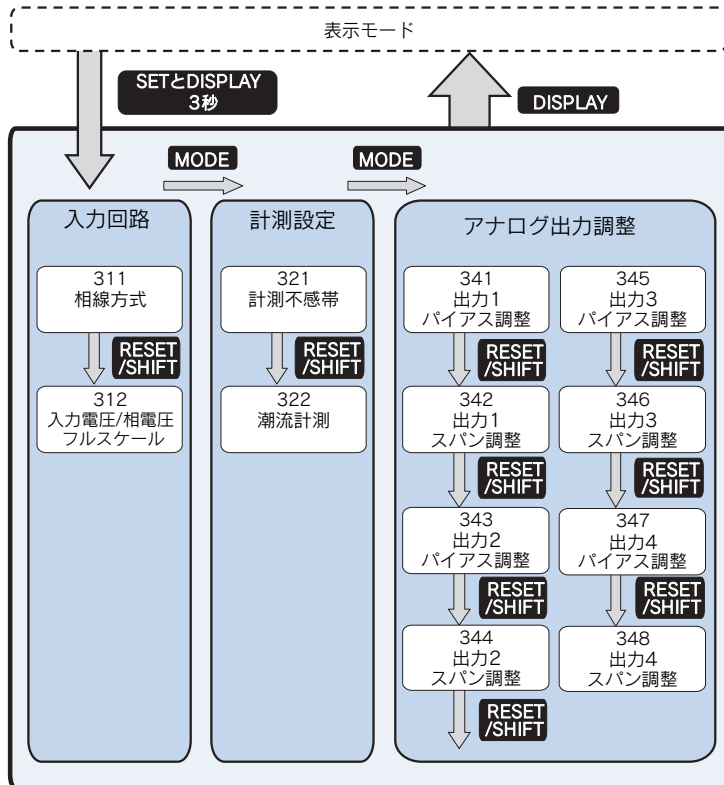 表示モード
SETとDISPLAY
3秒
DISPLAY
MODE
MODE
入力回路
311
相線方式
RESET
/SHIFT
312
入力電圧/相電圧
フルスケール
計測設定
321
計測不感帯
RESET
/SHIFT
322
潮流計測
アナログ出力調整
341
出力1
バイアス調整
RESET
/SHIFT
342
出力1
スパン調整
RESET
/SHIFT
343
出力2
バイアス調整
RESET
/SHIFT
344
出力2
スパン調整
RESET
/SHIFT
345
出力3
バイアス調整
RESET
/SHIFT
346
出力3
スパン調整
RESET
/SHIFT
347
出力4
バイアス調整
RESET
/SHIFT
348
出力4
スパン調整